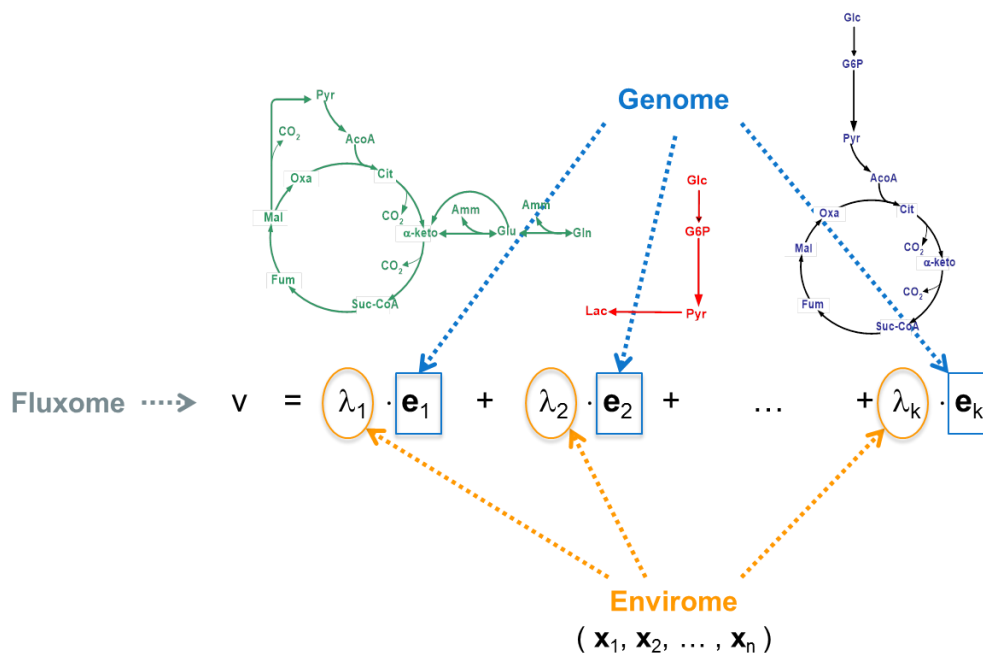 Genome
Pyr
CO2
AcoA
Oxa
Cit
Mal
CO2
α-keto
Amm
Glu
Amm
Gln
CO2
Fum
Suc-CoA
Glc
G6P
Pyr
Lac
Glc
G6P
Pyr
AcoA
Oxa
Cit
Mal
CO2
α-keto
CO2
Fum
Suc-CoA
Fluxome v = λ1 · e1 + λ2 · e2 + … + λk · ek
Envirome
( x1, x2, … , xn )